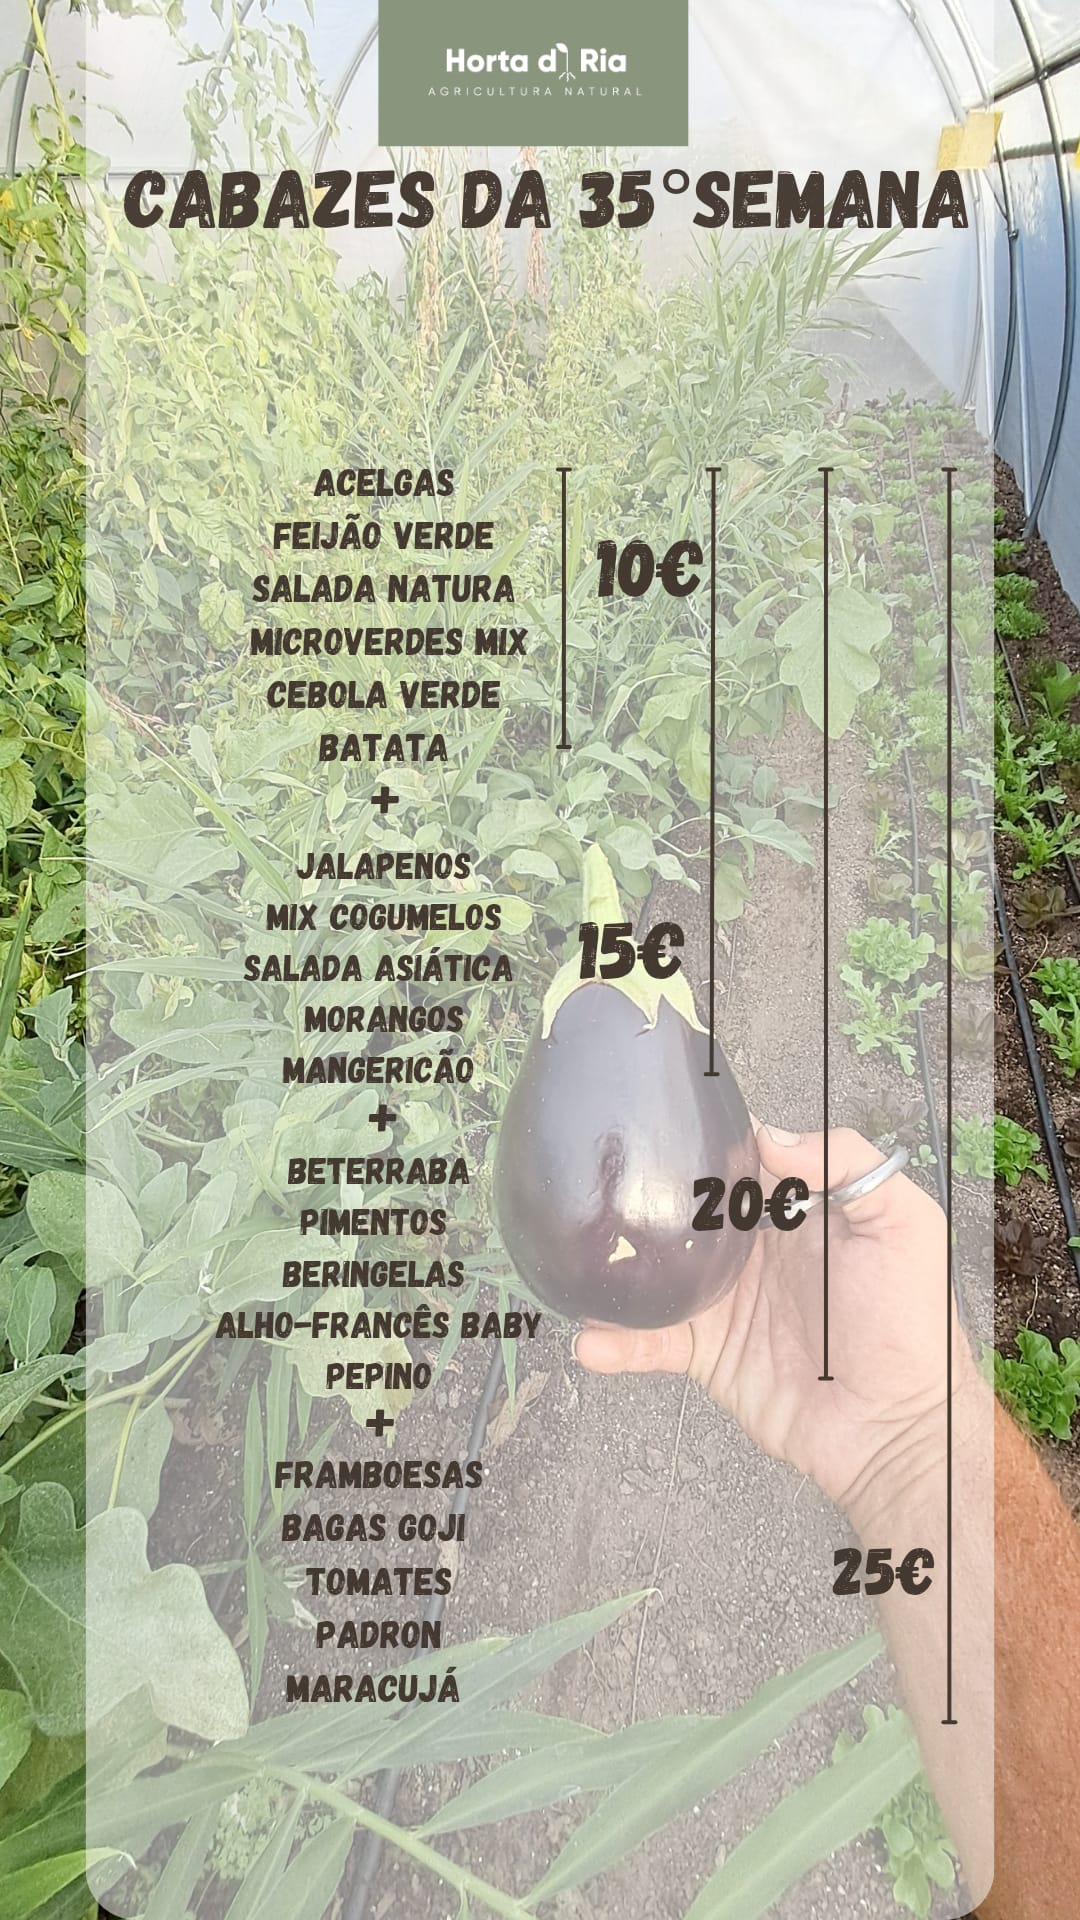 Horta d' Ria
AGRICULTURA NATURAL
CABAZES DA 35°SEMANA
ACELGAS
FEIJÃO VERDE
SALADA NATURA
MICROVERDES MIX
CEBOLA VERDE
BATATA
10€
+
JALAPENOS
MIX COGUMELOS
SALADA ASIÁTICA
MORANGOS
MANGERICÃO
15€
+
BETERRABA
PIMENTOS
BERINGELAS
ALHO-FRANCÊS BABY
PEPINO
20€
+
FRAMBOESAS
BAGAS GOJI
TOMATES
PADRON
MARACUJÁ
25€